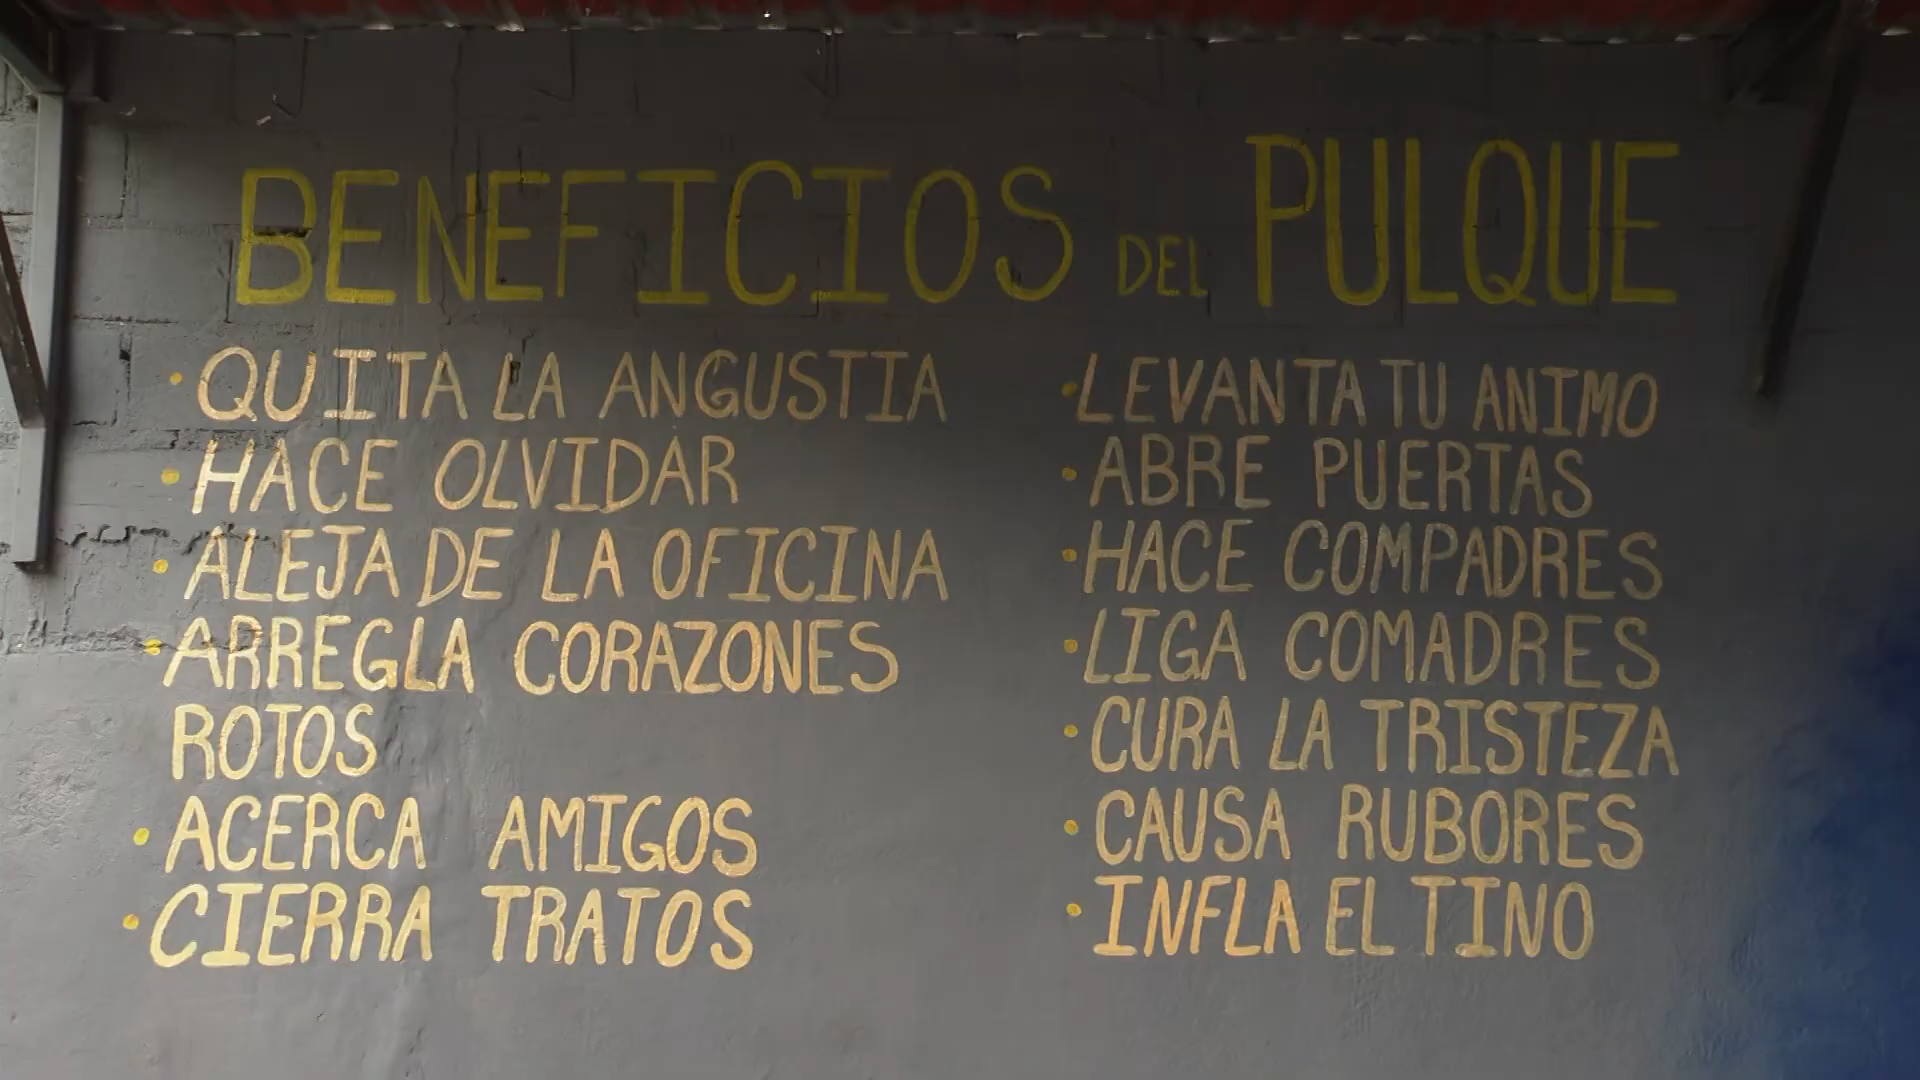 BENEFICIOS DEL PULQUE
• QUITA LA ANGUSTIA
• HACE OLVIDAR
• ALEJA DE LA OFICINA
• ARREGLA CORAZONES
ROTOS
• ACERCA AMIGOS
• CIERRA TRATOS
• LEVANTA TU ANIMO
• ABRE PUERTAS
• HACE COMPADRES
• LIGA COMADRES
• CURA LA TRISTEZA
• CAUSA RUBORES
• INFLA EL TINO